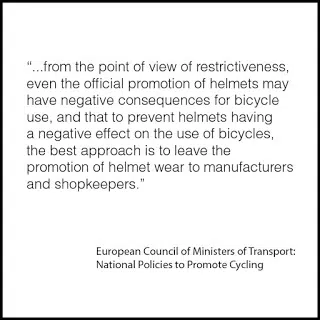 “...from the point of view of restrictiveness,
even the official promotion of helmets may
have negative consequences for bicycle
use, and that to prevent helmets having
a negative effect on the use of bicycles,
the best approach is to leave the
promotion of helmet wear to manufacturers
and shopkeepers.”
European Council of Ministers of Transport:
National Policies to Promote Cycling